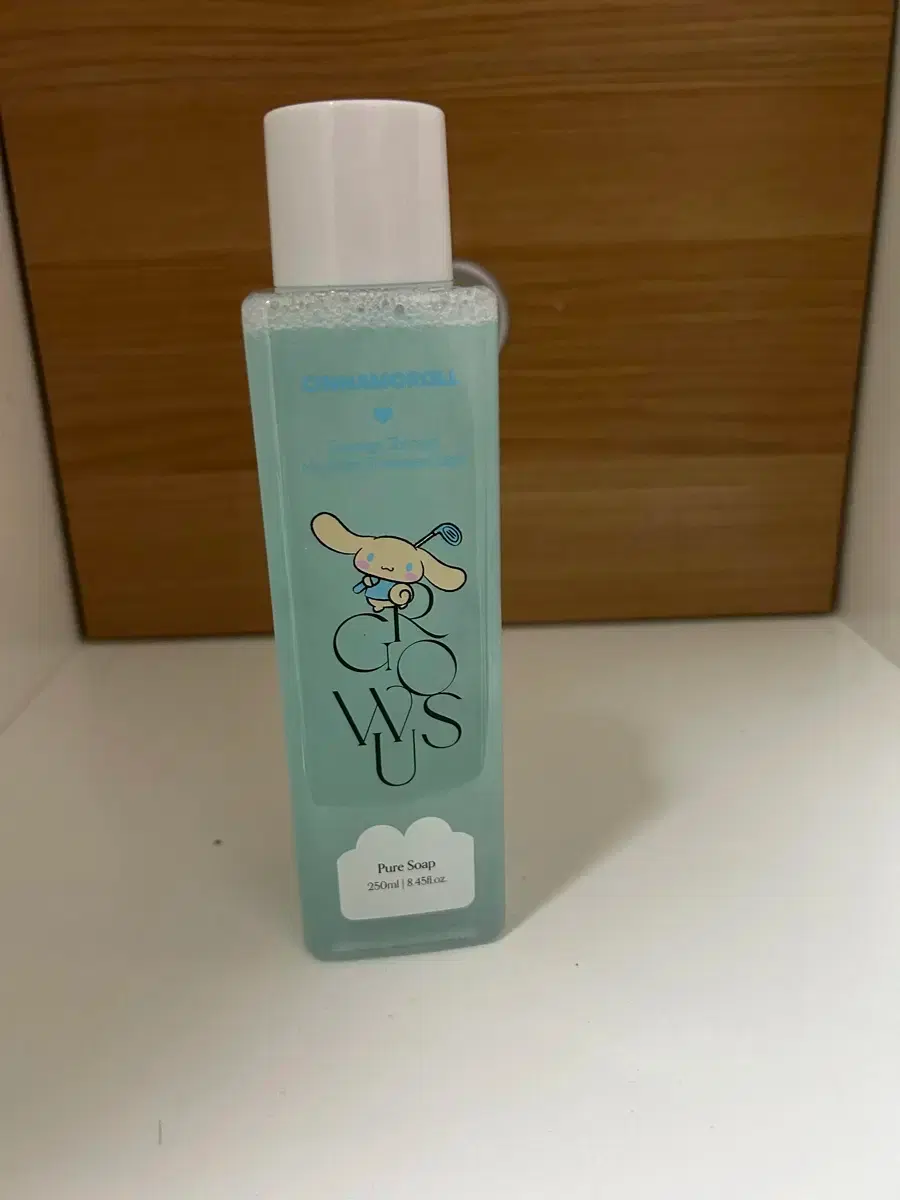 CINNAMOROLL
GROWUS
Pure Soap
250ml | 8.45fl.oz.